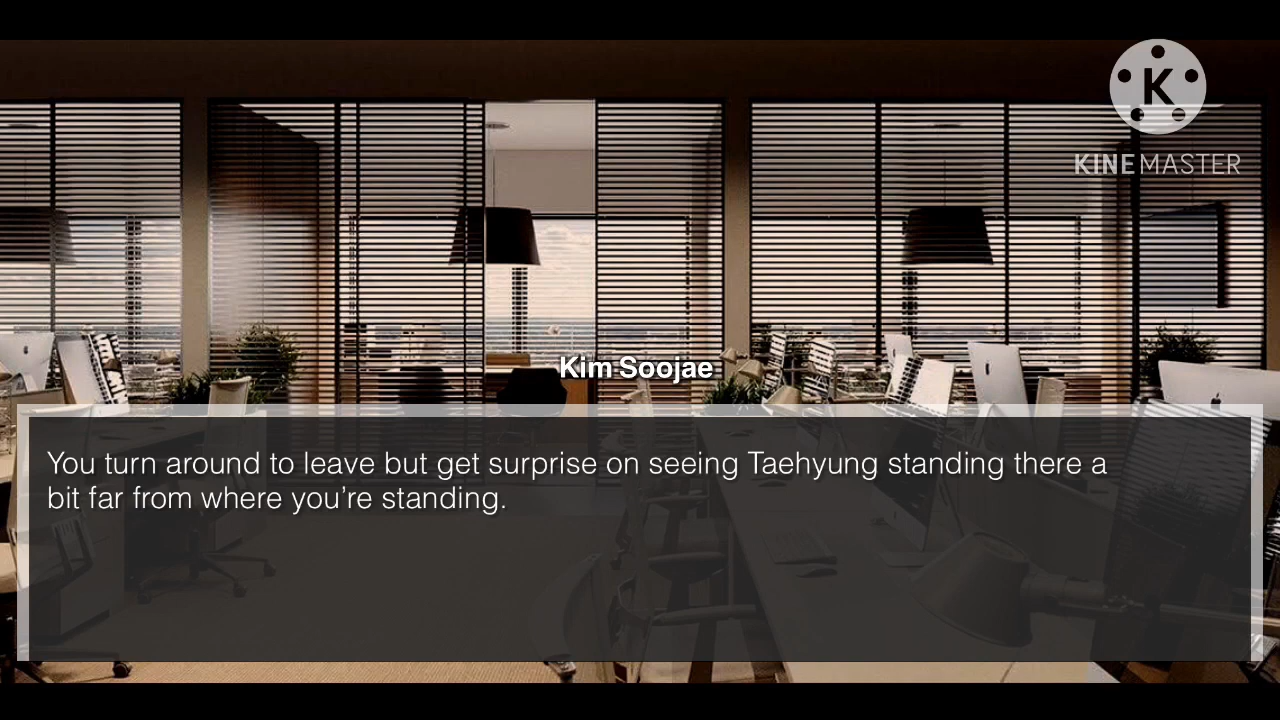 K
KINEMASTER
Kim Soojae
You turn around to leave but get surprise on seeing Taehyung standing there a
bit far from where you’re standing.